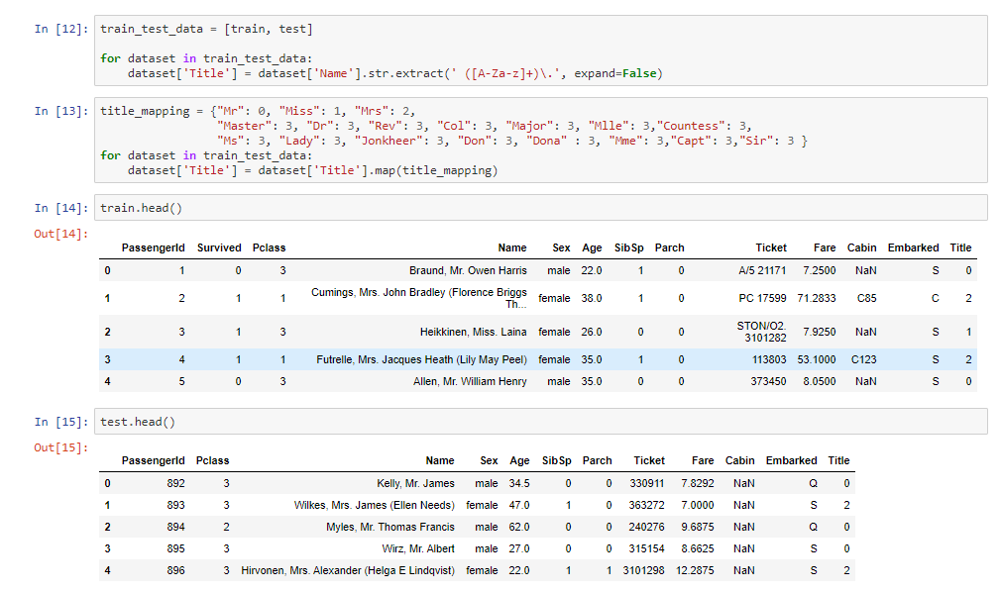 In [12]: train_test_data = [train, test]
for dataset in train_test_data:
    dataset['Title'] = dataset['Name'].str.extract(' ([A-Za-z]+)\.', expand=False)
In [13]: title_mapping = {"Mr": 0, "Miss": 1, "Mrs": 2,
"Master": 3, "Dr": 3, "Rev": 3, "Col": 3, "Major": 3, "Mlle": 3,"Countess": 3,
"Ms": 3, "Lady": 3, "Jonkheer": 3, "Don": 3, "Dona" : 3, "Mme": 3,"Capt": 3,"Sir": 3 }
for dataset in train_test_data:
    dataset['Title'] = dataset['Title'].map(title_mapping)
In [14]: train.head()
Out[14]:
PassengerId Survived Pclass Name Sex Age SibSp Parch Ticket Fare Cabin Embarked Title
0 1 0 3 Braund, Mr. Owen Harris male 22.0 1 0 A/5 21171 7.2500 NaN S 0
1 2 1 1 Cumings, Mrs. John Bradley (Florence Briggs Th... female 38.0 1 0 PC 17599 71.2833 C85 C 2
2 3 1 3 Heikkinen, Miss. Laina female 26.0 0 0 STON/O2. 3101282 7.9250 NaN S 1
3 4 1 1 Futrelle, Mrs. Jacques Heath (Lily May Peel) female 35.0 1 0 113803 53.1000 C123 S 2
4 5 0 3 Allen, Mr. William Henry male 35.0 0 0 373450 8.0500 NaN S 0
In [15]: test.head()
Out[15]:
PassengerId Pclass Name Sex Age SibSp Parch Ticket Fare Cabin Embarked Title
0 892 3 Kelly, Mr. James male 34.5 0 0 330911 7.8292 NaN Q 0
1 893 3 Wilkes, Mrs. James (Ellen Needs) female 47.0 1 0 363272 7.0000 NaN S 2
2 894 2 Myles, Mr. Thomas Francis male 62.0 0 0 240276 9.6875 NaN Q 0
3 895 3 Wirz, Mr. Albert male 27.0 0 0 315154 8.6625 NaN S 0
4 896 3 Hirvonen, Mrs. Alexander (Helga E Lindqvist) female 22.0 1 1 3101298 12.2875 NaN S 2